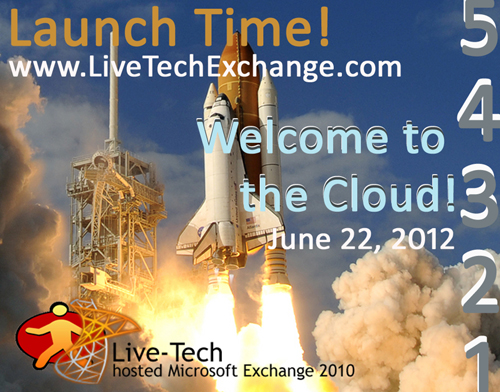 Launch Time!
www.LiveTechExchange.com
Welcome to
the Cloud!
June 22, 2012
5
4
3
2
1
Live-Tech
hosted Microsoft Exchange 2010